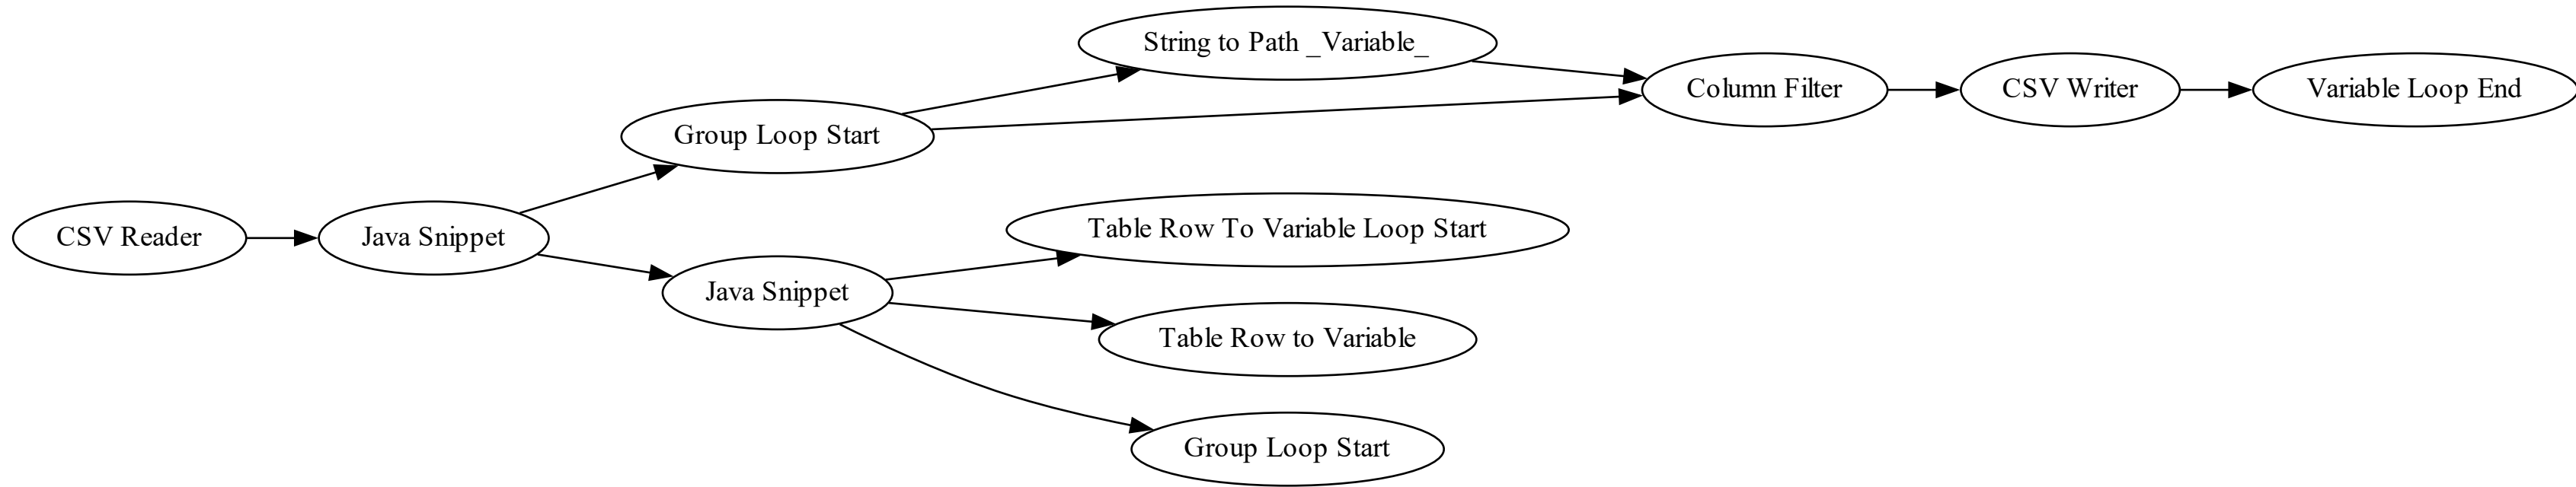 String to Path _Variable_
Column Filter
CSV Writer
Variable Loop End
Group Loop Start
CSV Reader
Java Snippet
Table Row To Variable Loop Start
Java Snippet
Table Row to Variable
Group Loop Start